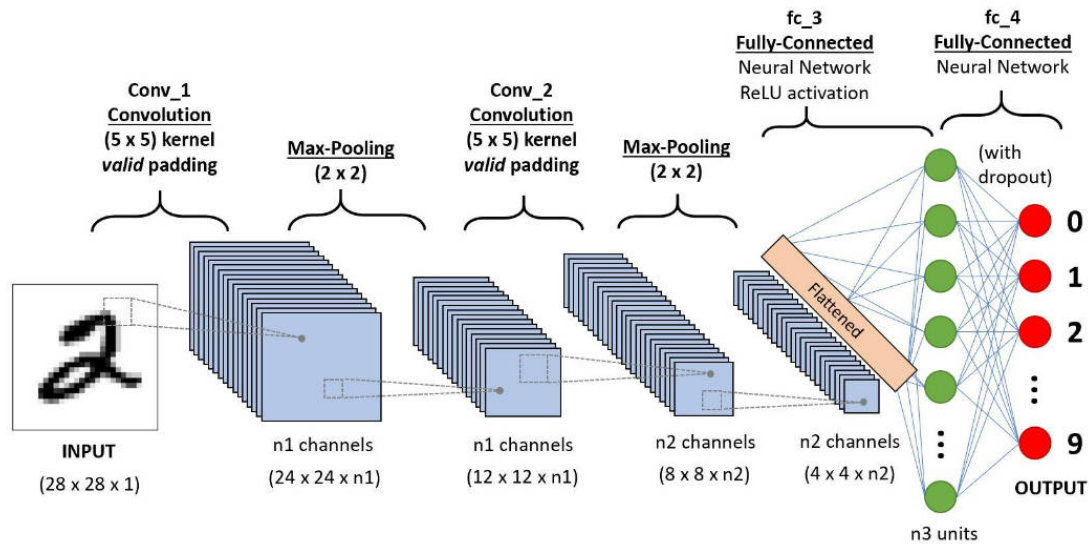 Conv_1
Convolution
(5 x 5) kernel
valid padding
Max-Pooling
(2 x 2)
Conv_2
Convolution
(5 x 5) kernel
valid padding
Max-Pooling
(2 x 2)
fc_3
Fully-Connected
Neural Network
ReLU activation
fc_4
Fully-Connected
Neural Network
(with
dropout)
Flattened
0
1
2
...
9
...
2
INPUT
(28 x 28 x 1)
n1 channels
(24 x 24 x n1)
n1 channels
(12 x 12 x n1)
n2 channels
(8 x 8 x n2)
n2 channels
(4 x 4 x n2)
n3 units
OUTPUT